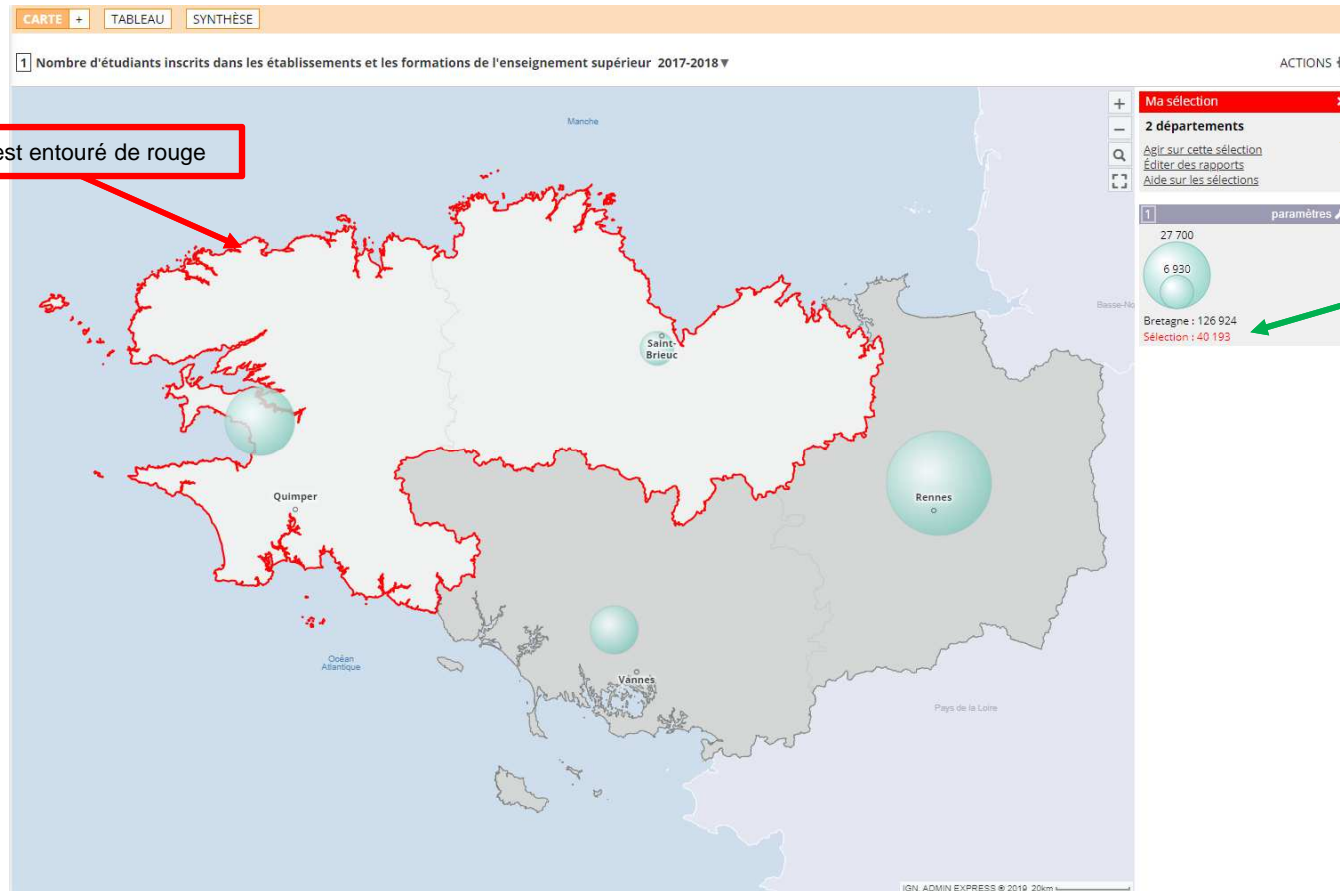 CARTE + TABLEAU SYNTHÈSE
1 Nombre d'étudiants inscrits dans les établissements et les formations de l'enseignement supérieur 2017-2018 ▼
ACTIONS
est entouré de rouge
Manche
Saint-
Brieuc
Quimper
Rennes
Vannes
Océan
Atlantique
Pays de la Loire
Basse-No
+
−
Ma sélection
2 départements
Agir sur cette sélection
Éditer des rapports
Aide sur les sélections
1 paramètres
27 700
6 930
Bretagne : 126 924
Sélection : 40 193
IGN, ADMIN EXPRESS © 2019 20km